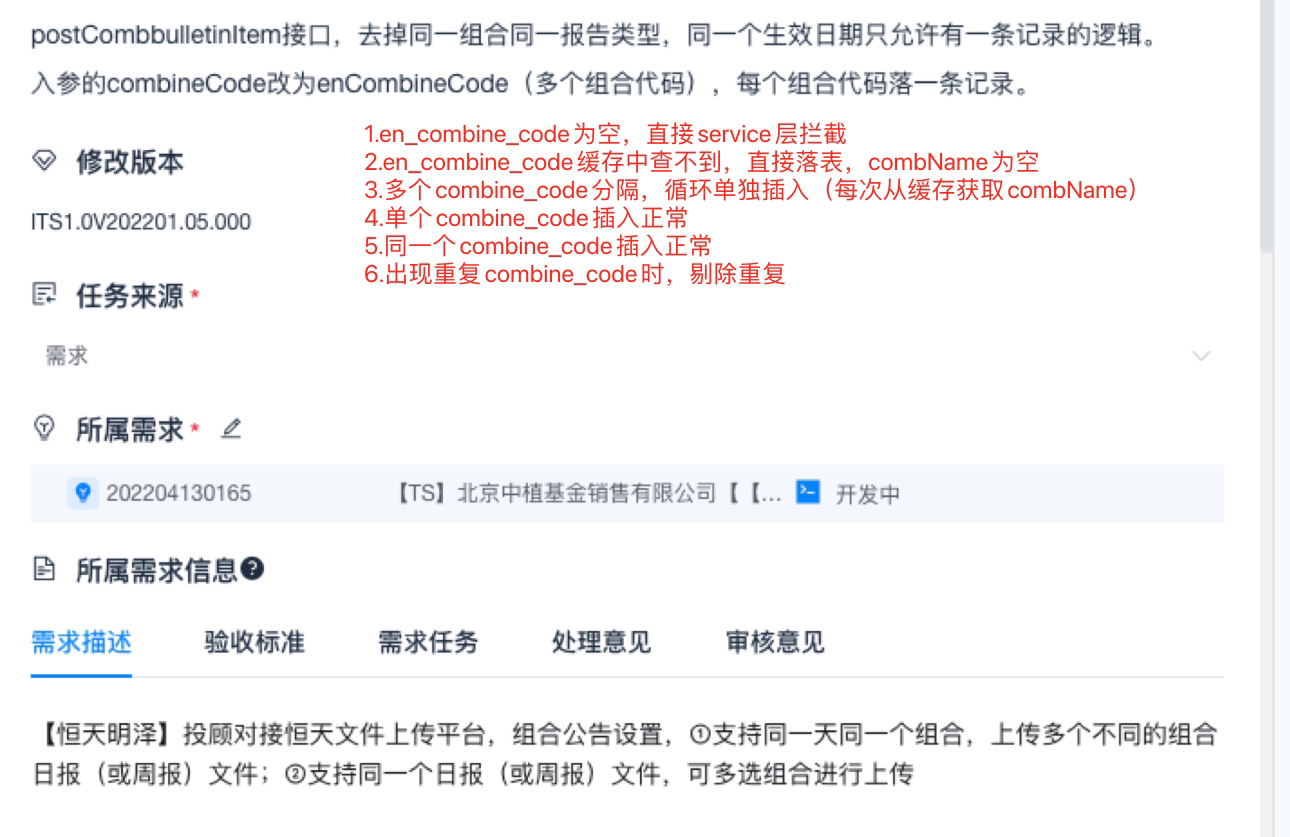 postCombbulletinItem接口，去掉同一组合同一报告类型，同一个生效日期只允许有一条记录的逻辑。
入参的combineCode改为enCombineCode（多个组合代码），每个组合代码落一条记录。
1.en_combine_code为空，直接service层拦截
2.en_combine_code缓存中查不到，直接落表，combName为空
3.多个combine_code分隔，循环单独插入（每次从缓存获取combName）
4.单个combine_code插入正常
5.同一个combine_code插入正常
6.出现重复combine_code时，剔除重复
修改版本
ITS1.0V202201.05.000
任务来源*
需求
所属需求*
202204130165 【TS】北京中植基金销售有限公司【【... 开发中
所属需求信息?
需求描述 验收标准 需求任务 处理意见 审核意见
【恒天明泽】投顾对接恒天文件上传平台，组合公告设置，①支持同一天同一个组合，上传多个不同的组合
日报（或周报）文件；②支持同一个日报（或周报）文件，可多选组合进行上传